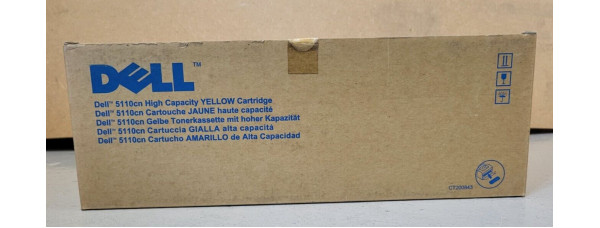 DELL™
Dell™ 5110cn High Capacity YELLOW Cartridge
Dell™ 5110cn Cartouche JAUNE haute capacité
Dell™ 5110cn Gelbe Tonerkassette mit hoher Kapazität
Dell™ 5110cn Cartuccia GIALLA alta capacità
Dell™ 5110cn Cartucho AMARILLO de Alta Capacidad